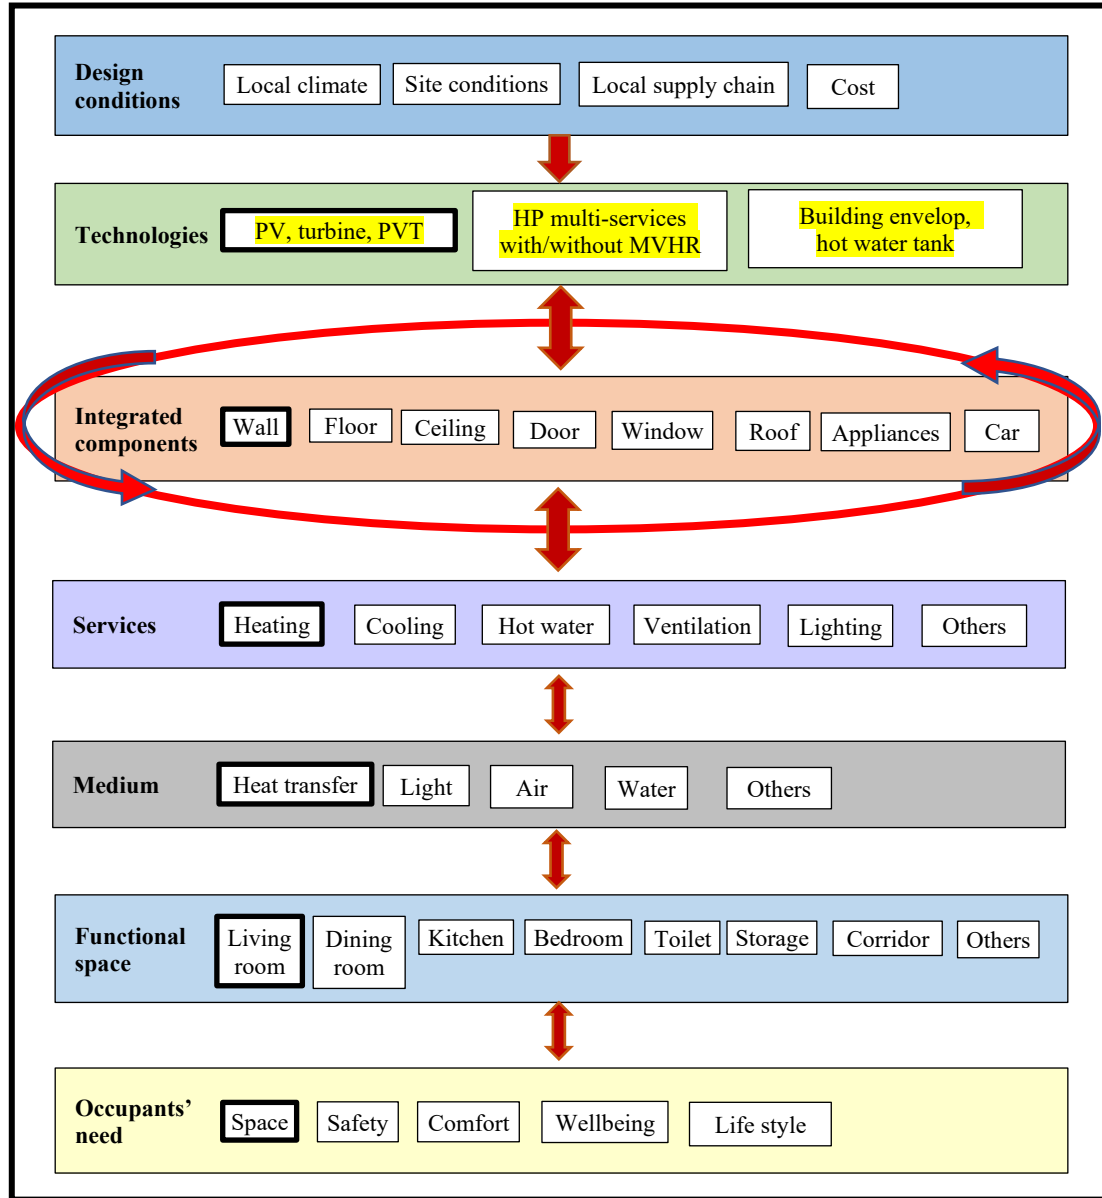 Design
conditions
Local climate
Site conditions
Local supply chain
Cost
Technologies
PV, turbine, PVT
HP multi-services
with/without MVHR
Building envelop,
hot water tank
Integrated
components
Wall
Floor
Ceiling
Door
Window
Roof
Appliances
Car
Services
Heating
Cooling
Hot water
Ventilation
Lighting
Others
Medium
Heat transfer
Light
Air
Water
Others
Functional
space
Living
room
Dining
room
Kitchen
Bedroom
Toilet
Storage
Corridor
Others
Occupants’
need
Space
Safety
Comfort
Wellbeing
Life style